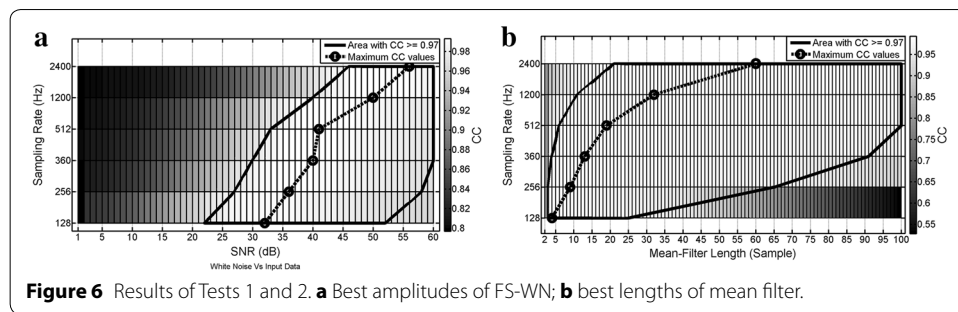 a
Area with CC >= 0.97
Maximum CC values
Sampling Rate (Hz)
2400
1200
512
360
256
128
1 5 10 15 20 25 30 35 40 45 50 55 60
SNR (dB)
White Noise Vs Input Data
0.98
0.96
0.94
0.92
0.9
0.88
0.86
0.84
0.82
0.8
CC
b
Area with CC >= 0.97
Maximum CC values
Sampling Rate (Hz)
2400
1200
512
360
256
128
2 5 10 15 20 25 30 35 40 45 50 55 60 65 70 75 80 85 90 95 100
Mean-Filter Length (Sample)
0.95
0.9
0.85
0.8
0.75
0.7
0.65
0.6
0.55
CC
Figure 6 Results of Tests 1 and 2. a Best amplitudes of FS-WN; b best lengths of mean filter.